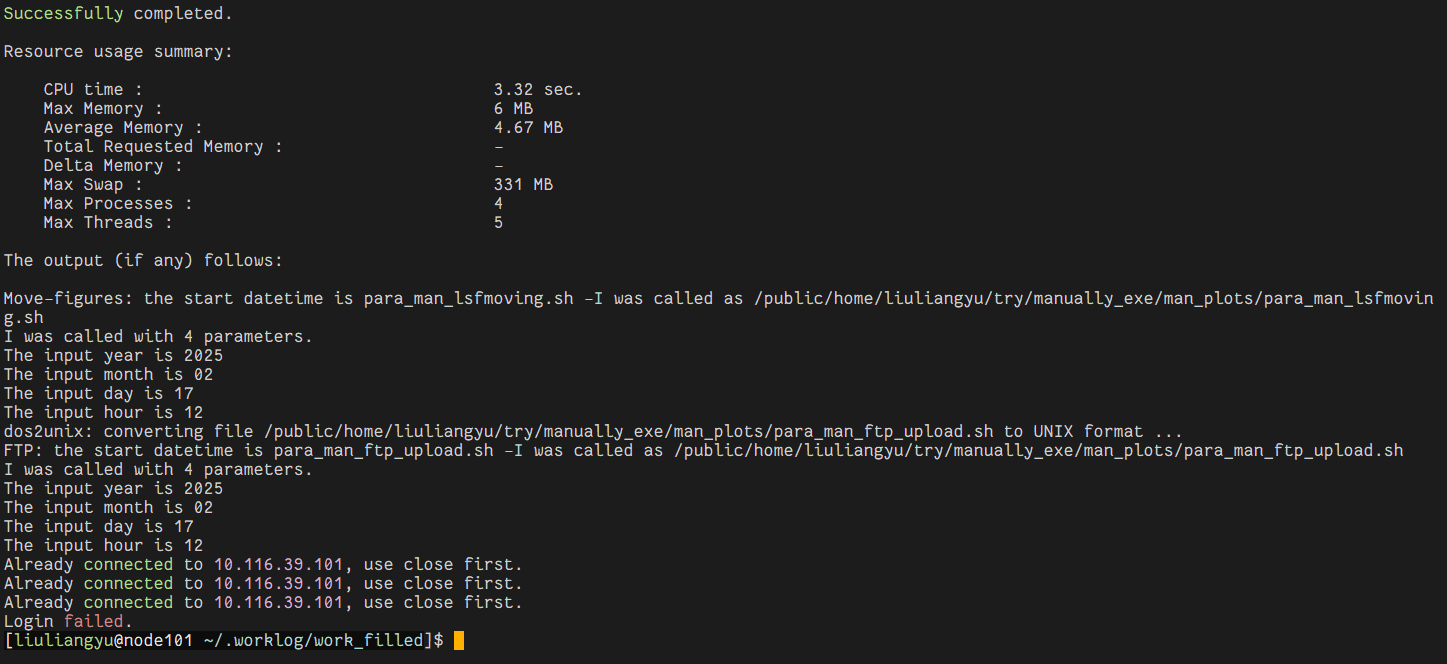 Successfully completed.
Resource usage summary:
CPU time : 3.32 sec.
Max Memory : 6 MB
Average Memory : 4.67 MB
Total Requested Memory : -
Delta Memory : -
Max Swap : 331 MB
Max Processes : 4
Max Threads : 5
The output (if any) follows:
Move-figures: the start datetime is para_man_lsfmoving.sh -I was called as /public/home/liuliangyu/try/manually_exe/man_plots/para_man_lsfmovin
g.sh
I was called with 4 parameters.
The input year is 2025
The input month is 02
The input day is 17
The input hour is 12
dos2unix: converting file /public/home/liuliangyu/try/manually_exe/man_plots/para_man_ftp_upload.sh to UNIX format ...
FTP: the start datetime is para_man_ftp_upload.sh -I was called as /public/home/liuliangyu/try/manually_exe/man_plots/para_man_ftp_upload.sh
I was called with 4 parameters.
The input year is 2025
The input month is 02
The input day is 17
The input hour is 12
Already connected to 10.116.39.101, use close first.
Already connected to 10.116.39.101, use close first.
Already connected to 10.116.39.101, use close first.
Login failed.
[liuliangyu@node101 ~/.worklog/work_filled]$